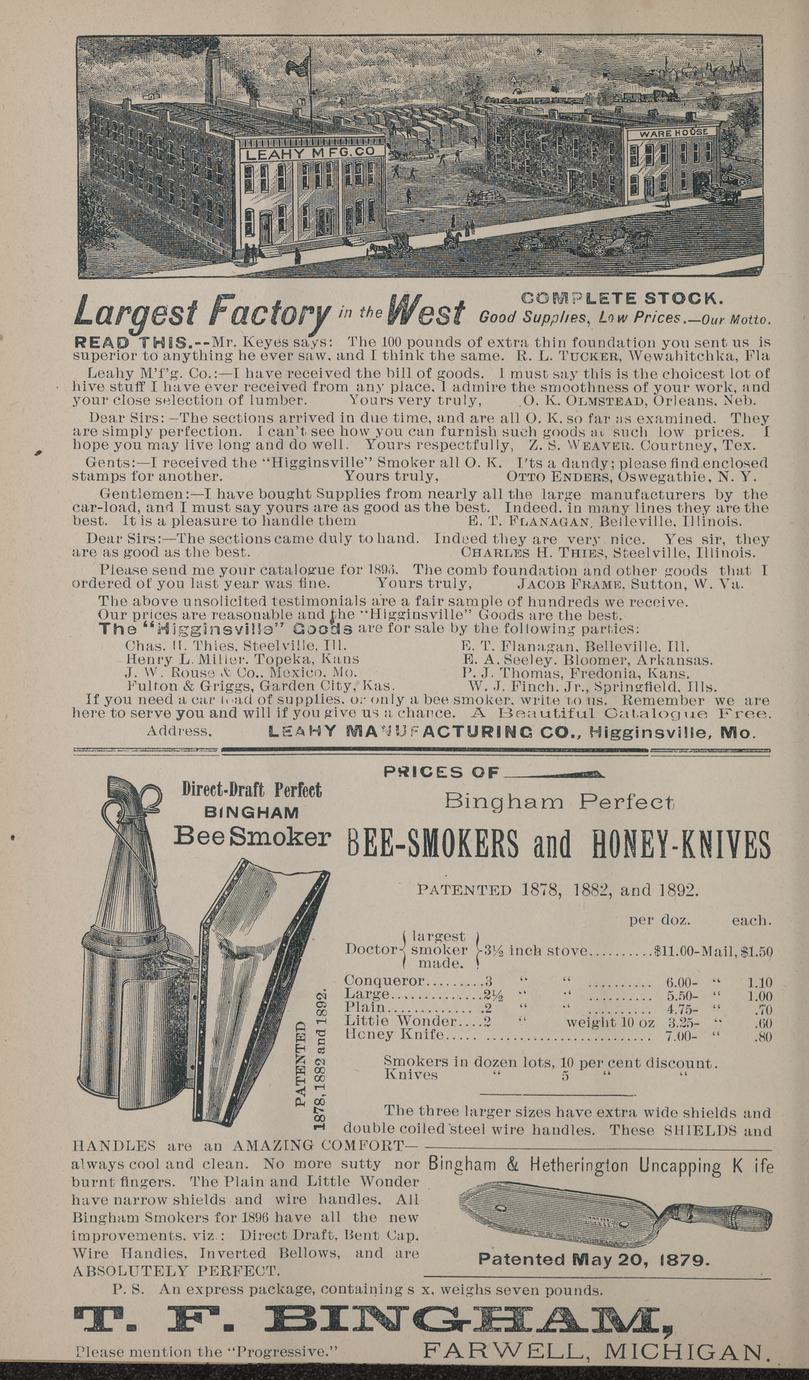 LEAHY M'F'G. CO
WARE HOUSE
Largest Factory in the West COMPLETE STOCK.
Good Supplies, Low Prices.—Our Motto.
READ THIS.--Mr. Keyes says: The 100 pounds of extra thin foundation you sent us is
superior to anything he ever saw, and I think the same. R. L. TUCKER, Wewahitchka, Fla
Leahy M'f'g. Co.:—I have received the bill of goods. I must say this is the choicest lot of
hive stuff I have ever received from any place. I admire the smoothness of your work, and
your close selection of lumber. Yours very truly, O. K. OLMSTEAD, Orleans, Neb.
Dear Sirs:—The sections arrived in due time, and are all O. K. so far as examined. They
are simply perfection. I can't see how you can furnish such goods at such low prices. I
hope you may live long and do well. Yours respectfully, Z. S. WEAVER, Courtney, Tex.
Gents:—I received the "Higginsville" Smoker all O. K. I'ts a dandy; please find enclosed
stamps for another. Yours truly, OTTO ENDERS, Oswegathie, N. Y.
Gentlemen:—I have bought Supplies from nearly all the large manufacturers by the
car-load, and I must say yours are as good as the best. Indeed, in many lines they are the
best. It is a pleasure to handle them E. T. FLANAGAN, Belleville, Illinois.
Dear Sirs:—The sections came duly to hand. Indeed they are very nice. Yes sir, they
are as good as the best. CHARLES H. THIES, Steelville, Illinois.
Please send me your catalogue for 1896. The comb foundation and other goods that I
ordered of you last year was fine. Yours truly, JACOB FRAME, Sutton, W. Va.
The above unsolicited testimonials are a fair sample of hundreds we receive.
Our prices are reasonable and the "Higginsville" Goods are the best.
The "Higginsville" Goods are for sale by the following parties:
Chas. H. Thies, Steelville, Ill. E. T. Flanagan, Belleville, Ill.
Henry L. Miller, Topeka, Kans E. A. Seeley, Bloomer, Arkansas.
J. W. Rouse & Co., Mexico, Mo. P. J. Thomas, Fredonia, Kans.
Fulton & Griggs, Garden City, Kas. W. J. Finch, Jr., Springfield, Ills.
If you need a car load of supplies, or only a bee smoker, write to us. Remember we are
here to serve you and will if you give us a chance. A Beautiful Catalogue Free.
Address, LEAHY MANUFACTURING CO., Higginsville, Mo.
Direct-Draft Perfect
BINGHAM
Bee Smoker
PATENTED
1878, 1882 and 1892.
PRICES OF
Bingham Perfect
BEE-SMOKERS and HONEY-KNIVES
PATENTED 1878, 1882, and 1892.
per doz. each.
largest
Doctor smoker 3½ inch stove..........$11.00-Mail, $1.50
made.
Conqueror.........3 " " .......... 6.00- " 1.10
Large.............2½ " " .......... 5.50- " 1.00
Plain............. 2 " " .......... 4.75- " .70
Little Wonder....2 " weight 10 oz 3.25- " .60
Honey Knife..... ............................. 7.00- " .80
Smokers in dozen lots, 10 per cent discount.
Knives " 5 " "
The three larger sizes have extra wide shields and
double coiled steel wire handles. These SHIELDS and
HANDLES are an AMAZING COMFORT—
always cool and clean. No more sutty nor
burnt fingers. The Plain and Little Wonder
have narrow shields and wire handles. All
Bingham Smokers for 1896 have all the new
improvements, viz.: Direct Draft, Bent Cap,
Wire Handles, Inverted Bellows, and are
ABSOLUTELY PERFECT.
Bingham & Hetherington Uncapping K ife
Patented May 20, 1879.
P. S. An express package, containing s x, weighs seven pounds.
T. F. BINGHAM,
Please mention the "Progressive." FARWELL, MICHIGAN.